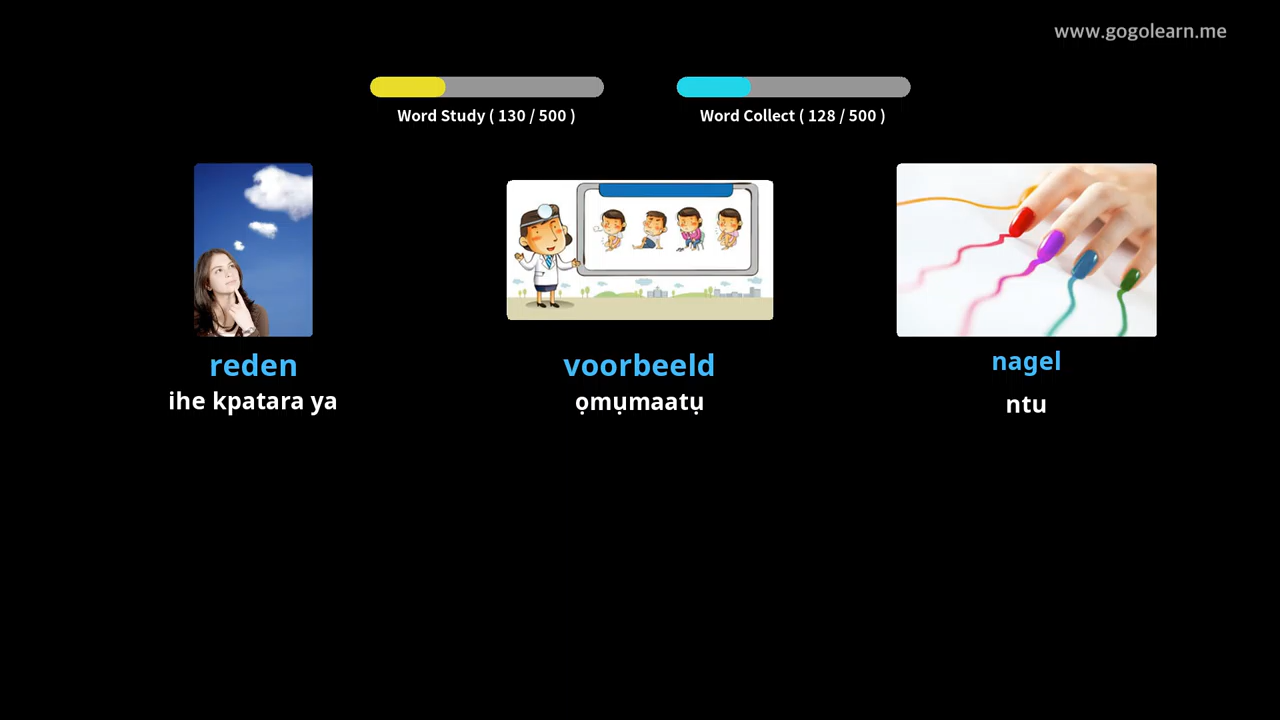 www.gogolearn.me
Word Study ( 130 / 500 )
Word Collect ( 128 / 500 )
reden
ihe kpatara ya
voorbeeld
ọmụmaatụ
nagel
ntu